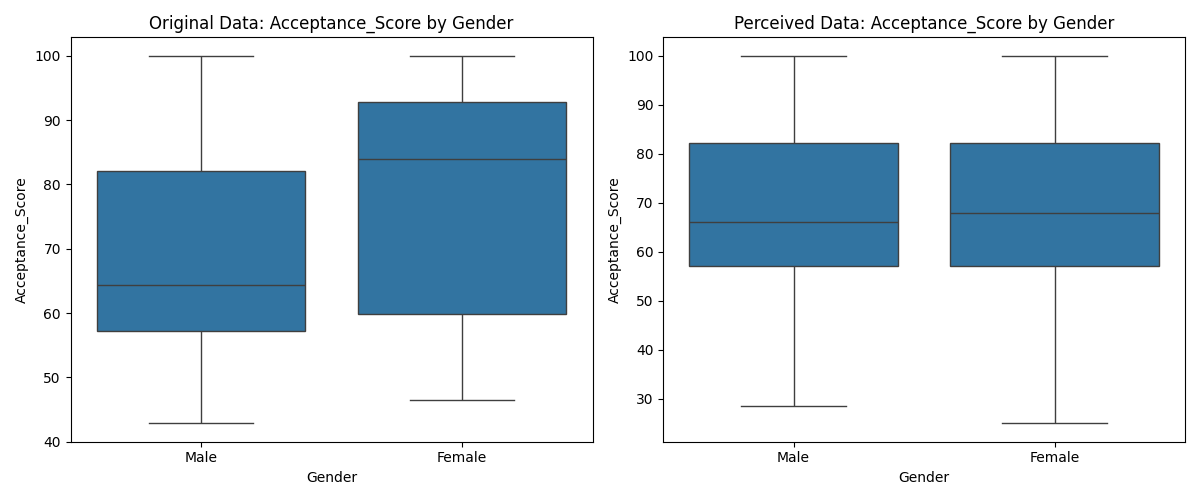 Original Data: Acceptance_Score by Gender
100
90
80
70
60
50
40
Acceptance_Score
Male
Female
Gender
Perceived Data: Acceptance_Score by Gender
100
90
80
70
60
50
40
30
Acceptance_Score
Male
Female
Gender